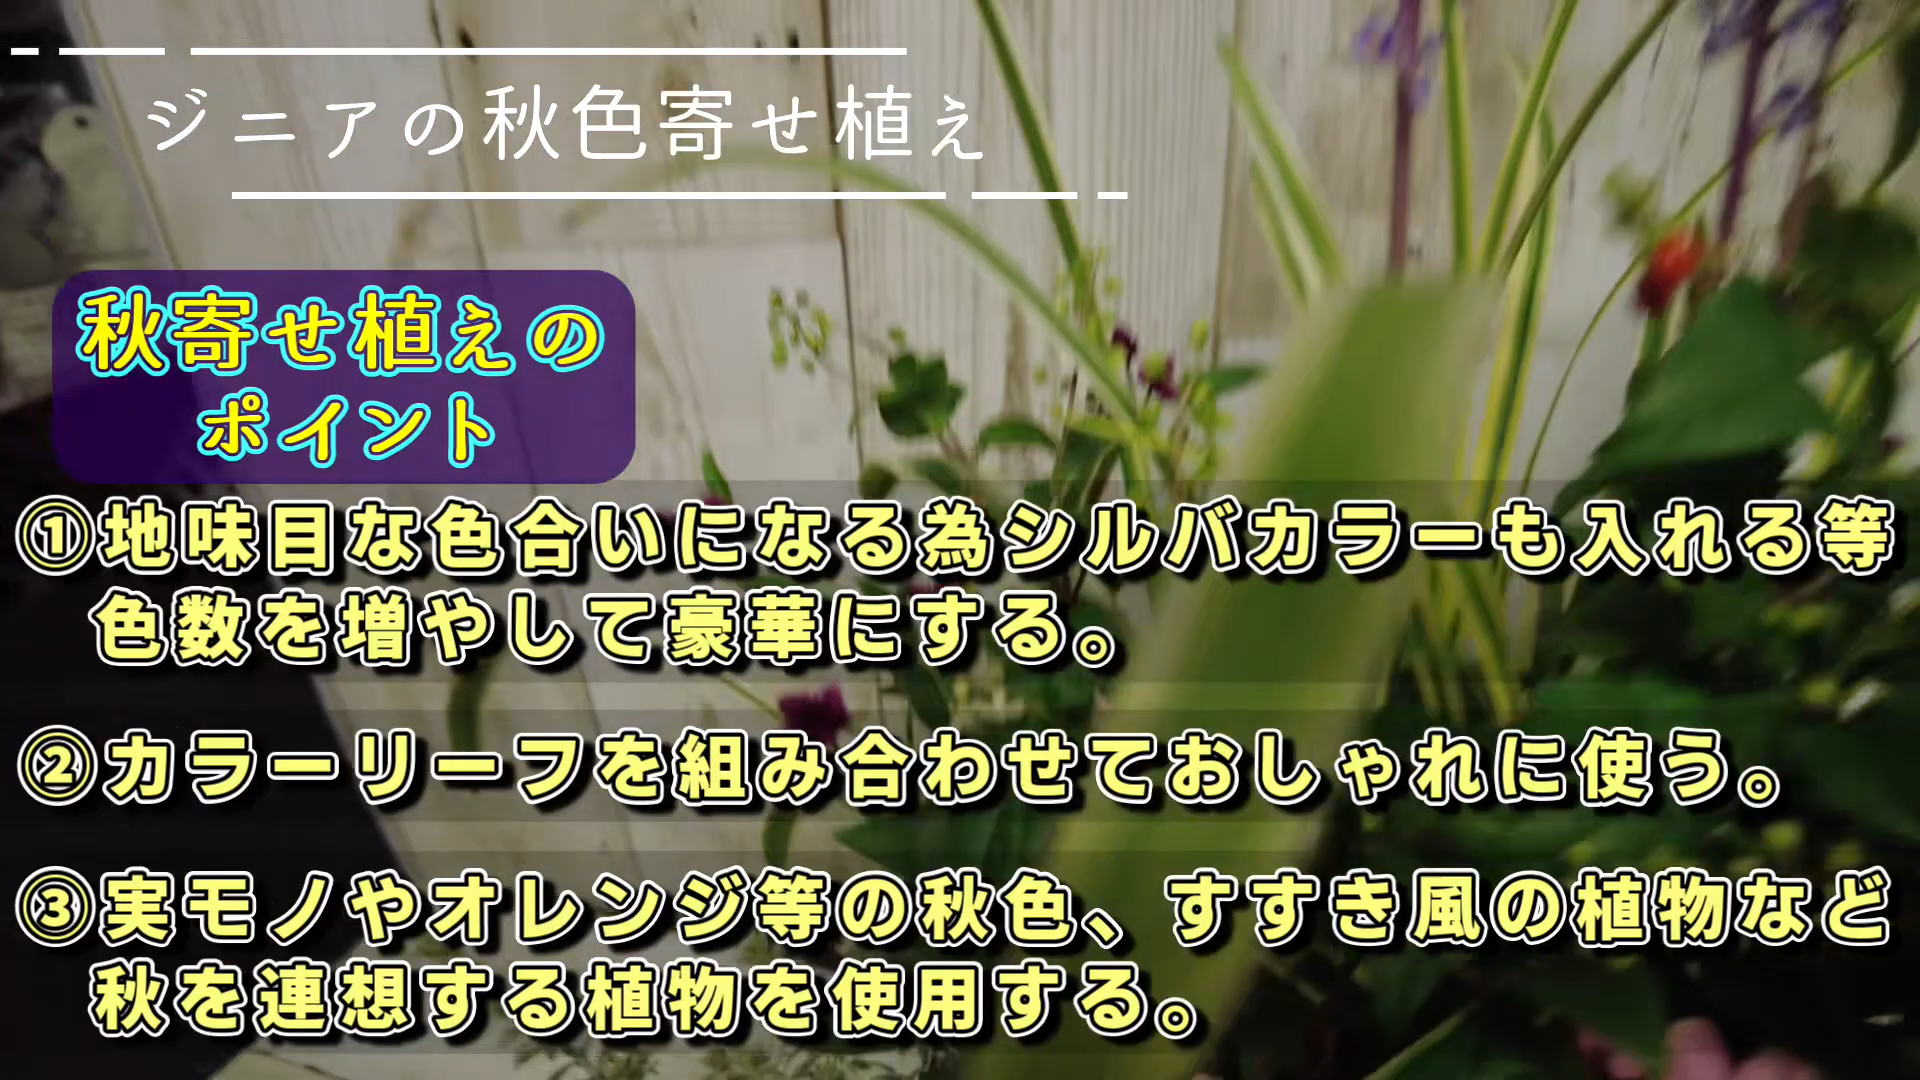 ジニアの秋色寄せ植え
秋寄せ植えの
ポイント
①地味目な色合いになる為シルバカラーも入れる等
色数を増やして豪華にする。
②カラーリーフを組み合わせておしゃれに使う。
③実モノやオレンジ等の秋色、すすき風の植物など
秋を連想する植物を使用する。